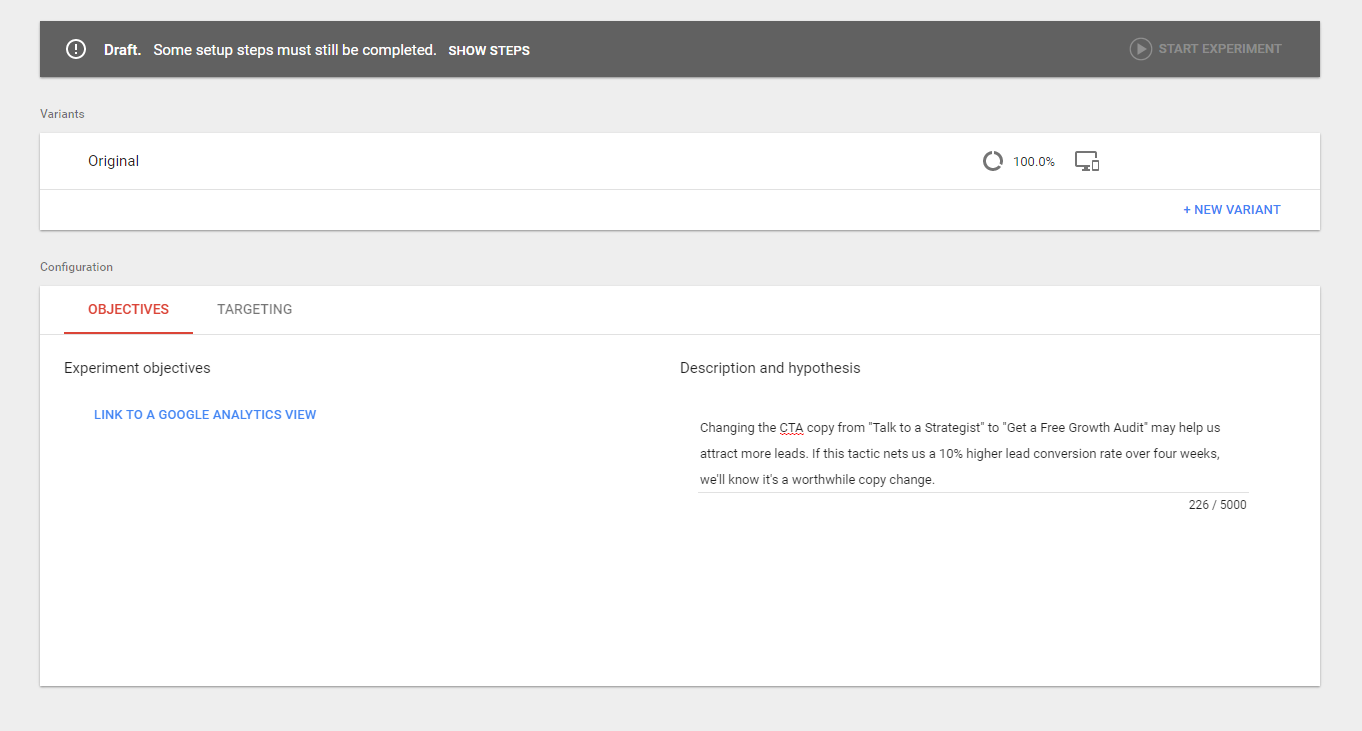 Draft. Some setup steps must still be completed. SHOW STEPS
START EXPERIMENT
Variants
Original
100.0%
+ NEW VARIANT
Configuration
OBJECTIVES
TARGETING
Experiment objectives
LINK TO A GOOGLE ANALYTICS VIEW
Description and hypothesis
Changing the CTA copy from "Talk to a Strategist" to "Get a Free Growth Audit" may help us
attract more leads. If this tactic nets us a 10% higher lead conversion rate over four weeks,
we'll know it's a worthwhile copy change.
226 / 5000